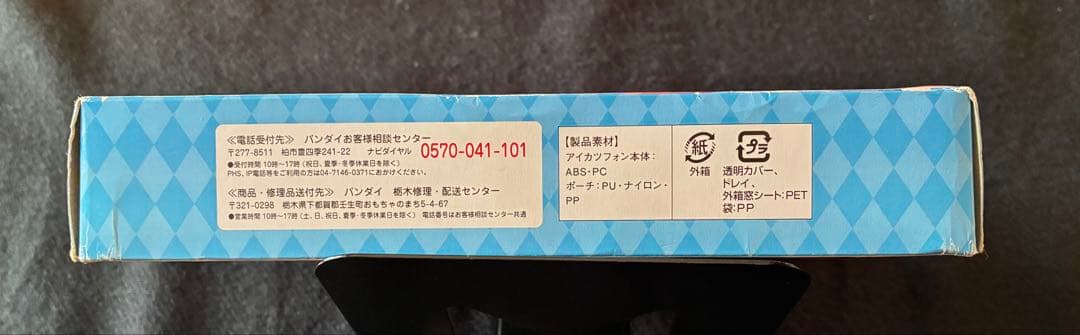 ≪電話受付先≫ バンダイお客様相談センター
〒277-8511 柏市豊四季241-22 ナビダイヤル 0570-041-101
●受付時間 10時〜17時(祝日、夏季・冬季休業日を除く)
PHS、IP電話等をご利用の方は04-7146-0371におかけください。
≪商品・修理品送付先≫ バンダイ 栃木修理・配送センター
〒321-0298 栃木県下都賀郡壬生町おもちゃのまち5-4-67
●営業時間 10時〜17時(土、日、祝日、夏季・冬季休業日を除く) 電話番号はお客様相談センター共通
【製品素材】
アイカツフォン本体:
ABS・PC
ポーチ:PU・ナイロン・
PP
紙
外箱
プラ
透明カバー、
トレイ、
外箱窓シート:PET
袋:PP